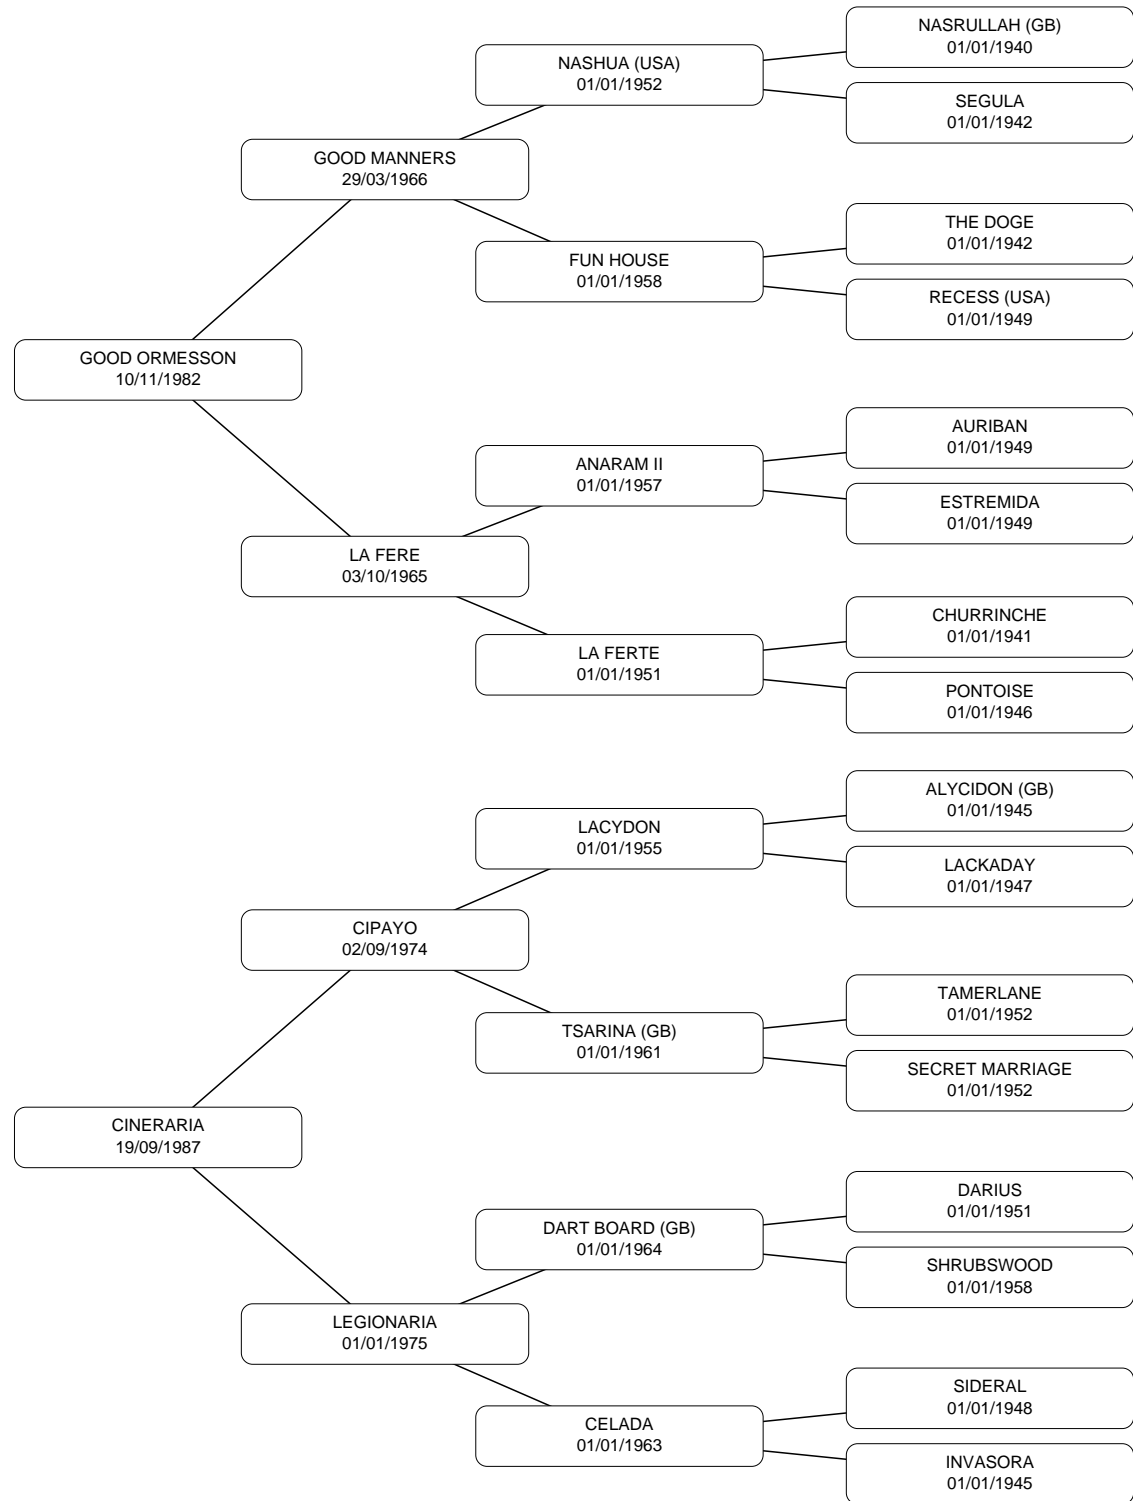 NASRULLAH (GB)
01/01/1940
NASHUA (USA)
01/01/1952
SEGULA
01/01/1942
GOOD MANNERS
29/03/1966
THE DOGE
01/01/1942
FUN HOUSE
01/01/1958
RECESS (USA)
01/01/1949
GOOD ORMESSON
10/11/1982
AURIBAN
01/01/1949
ANARAM II
01/01/1957
ESTREMIDA
01/01/1949
LA FERE
03/10/1965
CHURRINCHE
01/01/1941
LA FERTE
01/01/1951
PONTOISE
01/01/1946
ALYCIDON (GB)
01/01/1945
LACYDON
01/01/1955
LACKADAY
01/01/1947
CIPAYO
02/09/1974
TAMERLANE
01/01/1952
TSARINA (GB)
01/01/1961
SECRET MARRIAGE
01/01/1952
CINERARIA
19/09/1987
DARIUS
01/01/1951
DART BOARD (GB)
01/01/1964
SHRUBSWOOD
01/01/1958
LEGIONARIA
01/01/1975
SIDERAL
01/01/1948
CELADA
01/01/1963
INVASORA
01/01/1945